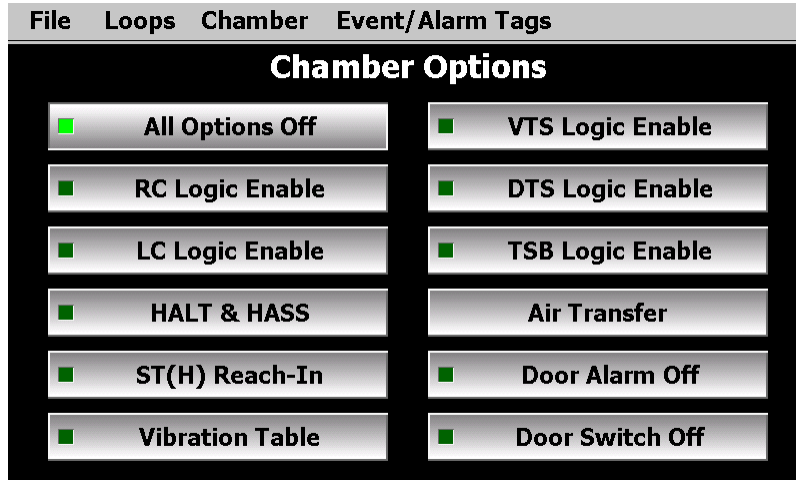 File Loops Chamber Event/Alarm Tags
Chamber Options
All Options Off
VTS Logic Enable
RC Logic Enable
DTS Logic Enable
LC Logic Enable
TSB Logic Enable
HALT & HASS
Air Transfer
ST(H) Reach-In
Door Alarm Off
Vibration Table
Door Switch Off